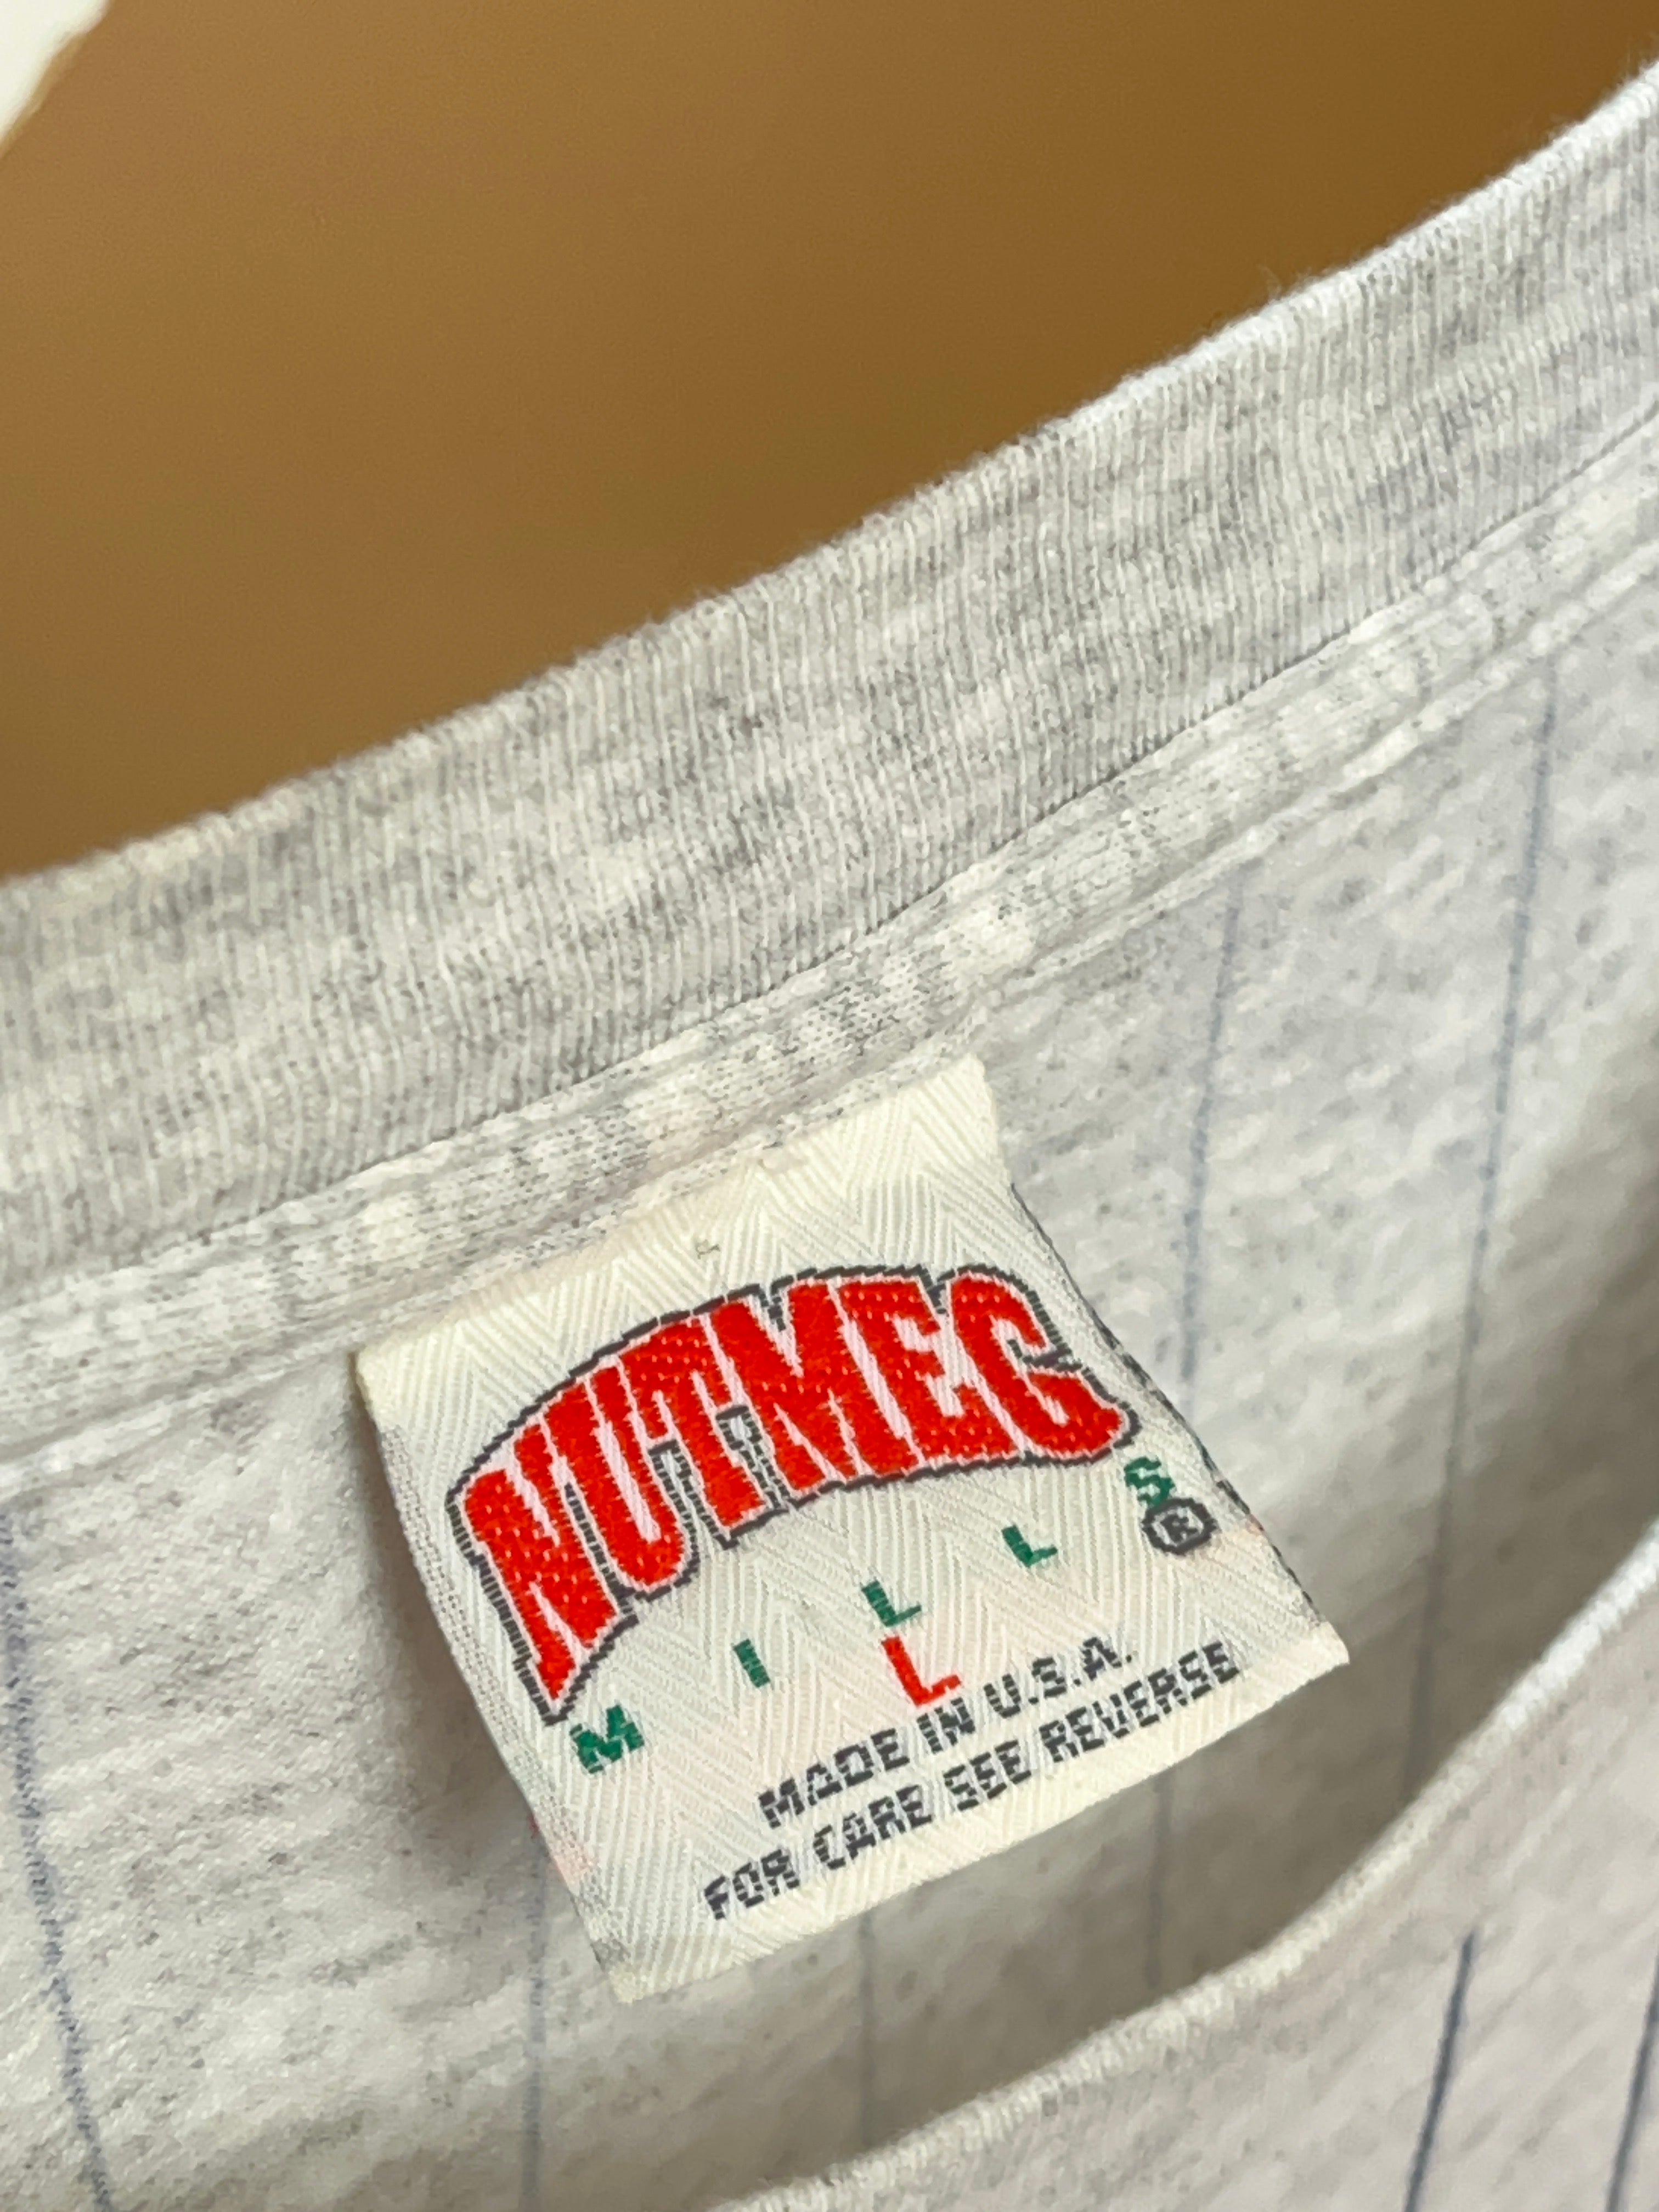 NUTMEG
MILLS ®
L
MADE IN U.S.A.
FOR CARE SEE REVERSE